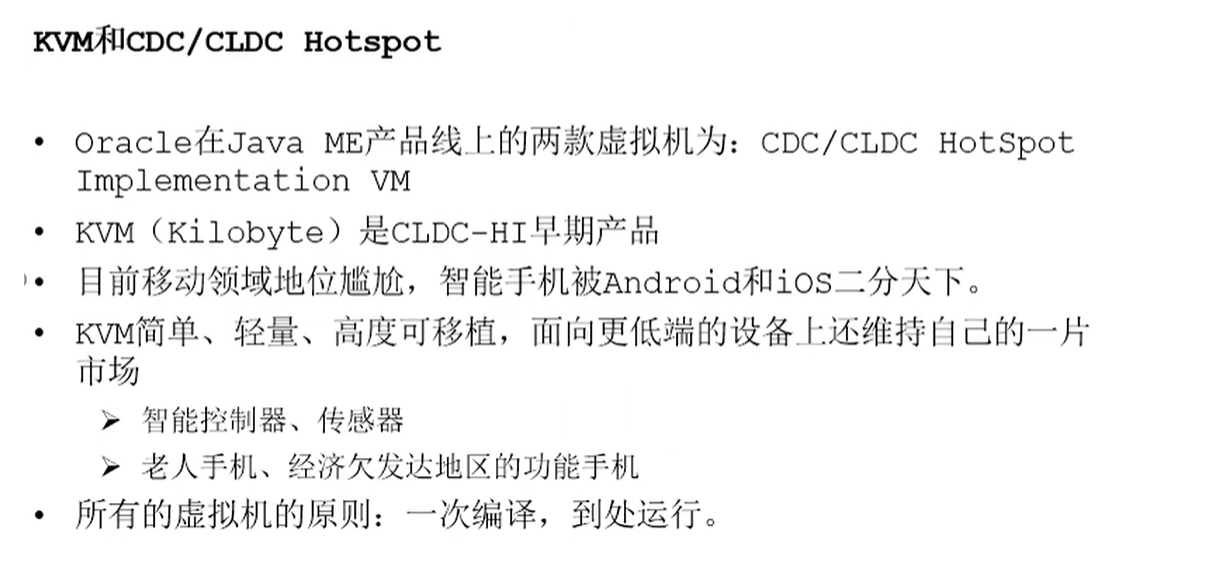 KVM和CDC/CLDC Hotspot
• Oracle在Java ME产品线上的两款虚拟机为：CDC/CLDC HotSpot
Implementation VM
• KVM（Kilobyte）是CLDC-HI早期产品
• 目前移动领域地位尴尬，智能手机被Android和iOS二分天下。
• KVM简单、轻量、高度可移植，面向更低端的设备上还维持自己的一片
市场
➢ 智能控制器、传感器
➢ 老人手机、经济欠发达地区的功能手机
• 所有的虚拟机的原则：一次编译，到处运行。